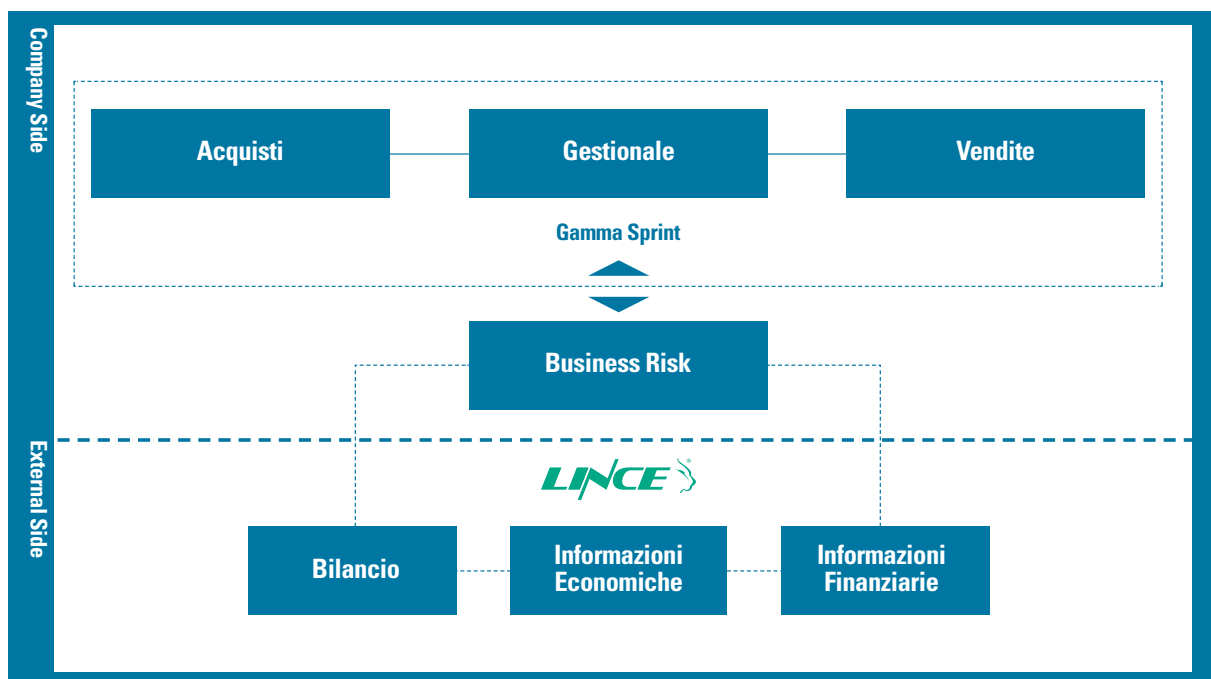 Company Side
Acquisti
Gestionale
Vendite
Gamma Sprint
Business Risk
External Side
LINCE®
Bilancio
Informazioni
Economiche
Informazioni
Finanziarie